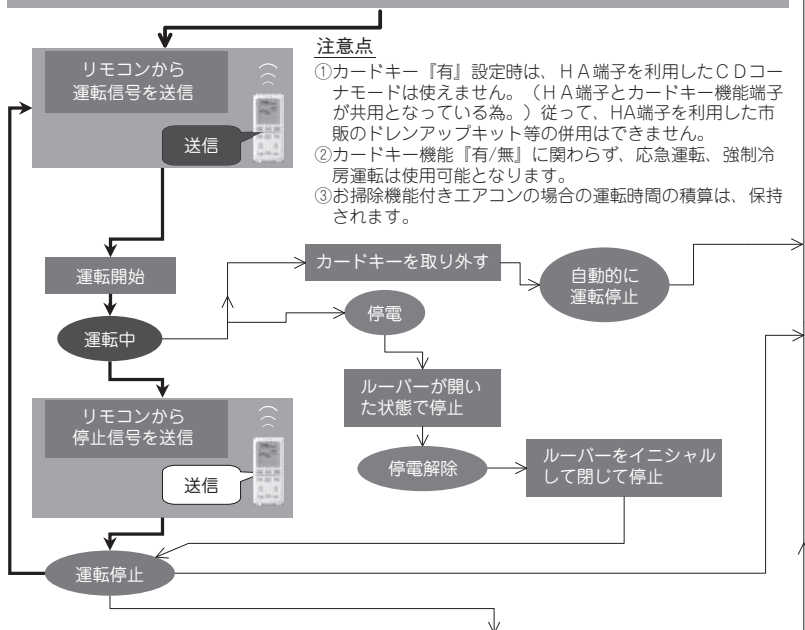 リモコンから
運転信号を送信
送信
注意点
①カードキー『有』設定時は、ＨＡ端子を利用したＣＤコー
ナモードは使えません。（ＨＡ端子とカードキー機能端子
が共用となっている為。）従って、HA端子を利用した市
販のドレンアップキット等の併用はできません。
②カードキー機能『有/無』に関わらず、応急運転、強制冷
房運転は使用可能となります。
③お掃除機能付きエアコンの場合の運転時間の積算は、保持
されます。
運転開始
カードキーを取り外す
自動的に
運転停止
運転中
停電
ルーバーが開い
た状態で停止
リモコンから
停止信号を送信
送信
停電解除
ルーバーをイニシャル
して閉じて停止
運転停止